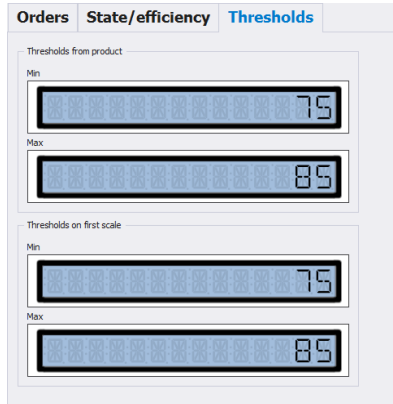 Orders State/efficiency Thresholds
Thresholds from product
Min
75
Max
85
Thresholds on first scale
Min
75
Max
85